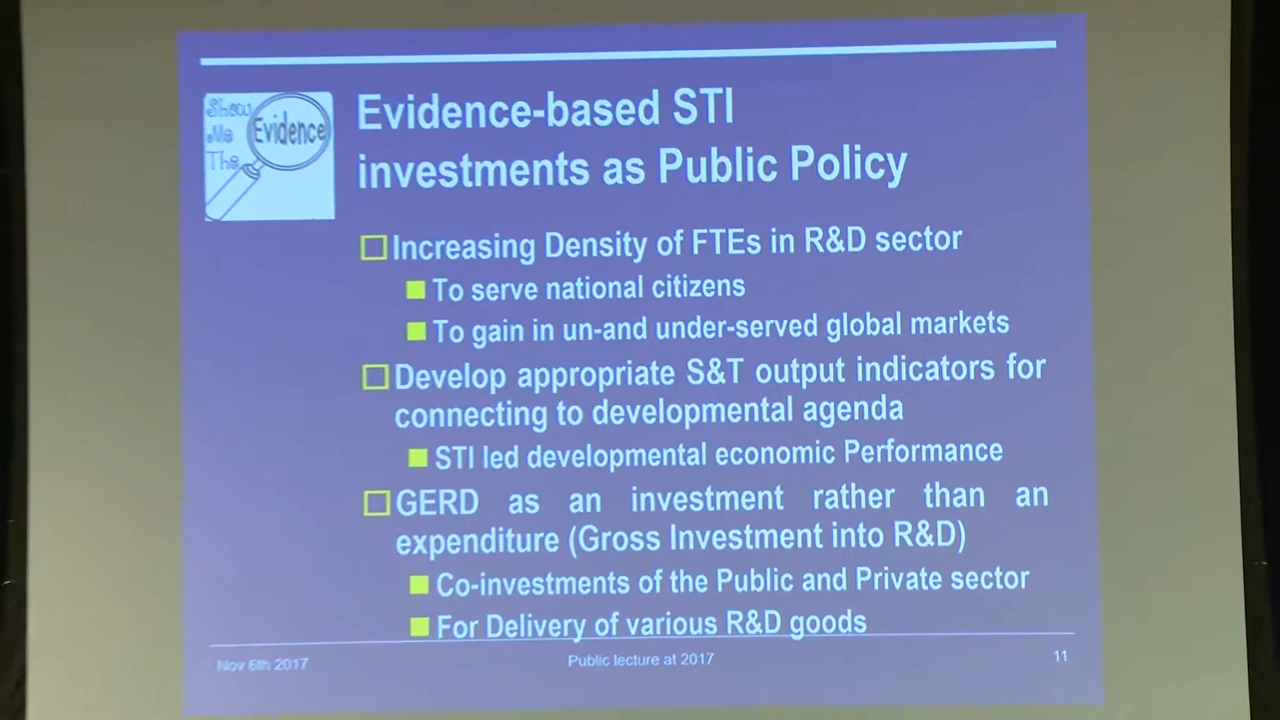 Show
Me
The
Evidence
Evidence-based STI
investments as Public Policy
Increasing Density of FTEs in R&D sector
To serve national citizens
To gain in un-and under-served global markets
Develop appropriate S&T output indicators for
connecting to developmental agenda
STI led developmental economic Performance
GERD as an investment rather than an
expenditure (Gross Investment into R&D)
Co-investments of the Public and Private sector
For Delivery of various R&D goods
Nov 6th 2017
Public lecture at 2017
11